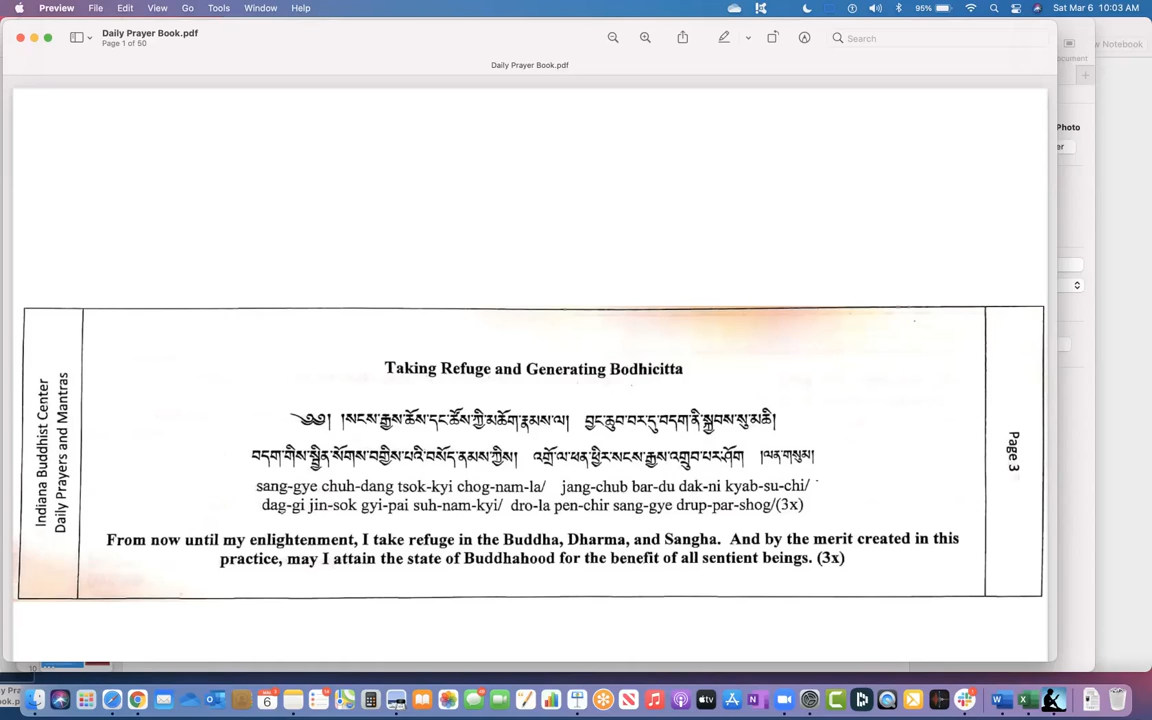 Preview File Edit View Go Tools Window Help 95% Sat Mar 6 10:03 AM
Daily Prayer Book.pdf
Page 1 of 50
Search
w Notebook
Daily Prayer Book.pdf
Photo
Taking Refuge and Generating Bodhicitta
༄༅། །སངས་རྒྱས་ཆོས་དང་ཚོགས་ཀྱི་མཆོག་རྣམས་ལ། བྱང་ཆུབ་བར་དུ་བདག་ནི་སྐྱབས་སུ་མཆི།
བདག་གིས་སྦྱིན་སོགས་བགྱིས་པའི་བསོད་ནམས་ཀྱིས། འགྲོ་ལ་ཕན་ཕྱིར་སངས་རྒྱས་འགྲུབ་པར་ཤོག །ལན་གསུམ།
sang-gye chuh-dang tsok-kyi chog-nam-la/ jang-chub bar-du dak-ni kyab-su-chi/
dag-gi jin-sok gyi-pai suh-nam-kyi/ dro-la pen-chir sang-gye drup-par-shog/(3x)
From now until my enlightenment, I take refuge in the Buddha, Dharma, and Sangha. And by the merit created in this
practice, may I attain the state of Buddhahood for the benefit of all sentient beings. (3x)
Indiana Buddhist Center
Daily Prayers and Mantras
Page 3